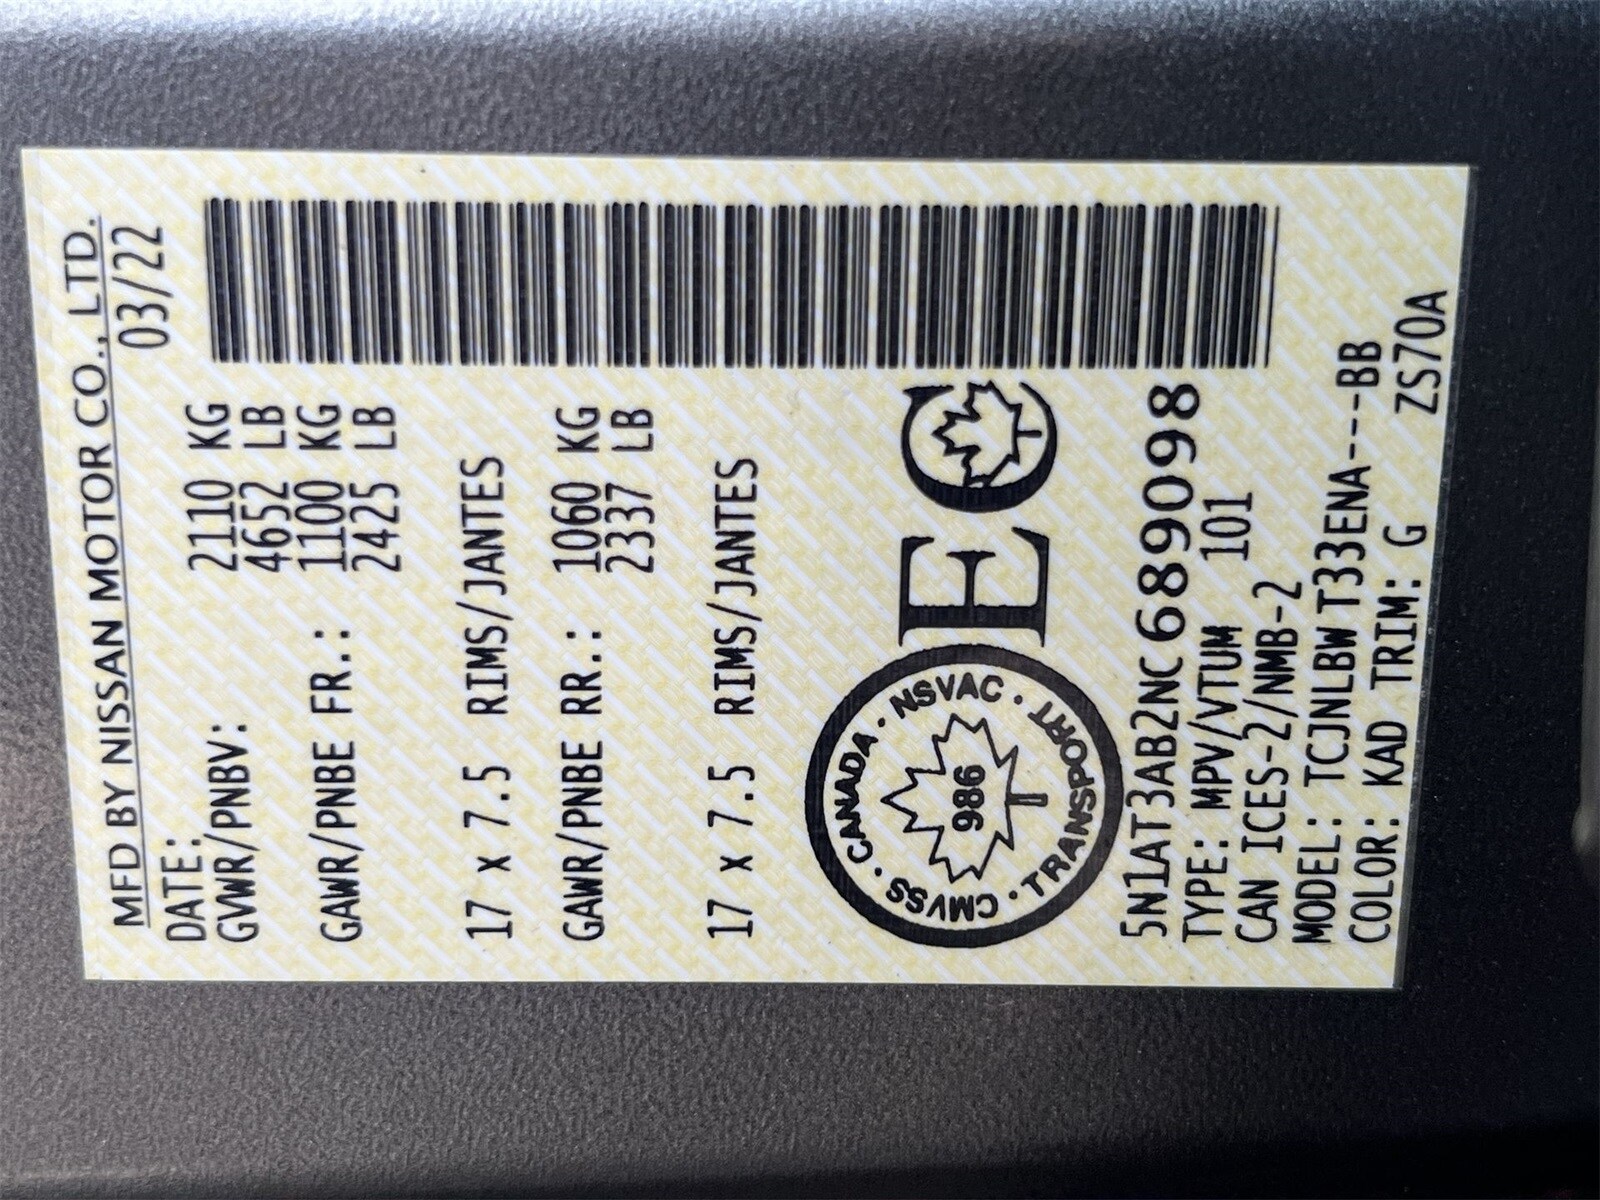 MFD BY NISSAN MOTOR CO., LTD.
DATE: 03/22
GVWR/PNBV: 2110 KG
4652 LB
GAWR/PNBE FR.: 1100 KG
2425 LB
17 x 7.5 RIMS/JANTES
GAWR/PNBE RR.: 1060 KG
2337 LB
17 x 7.5 RIMS/JANTES
CANADA · NSVAC · TRANSPORT · CMVSS ·
986
EC
5N1AT3AB2NC689098
TYPE: MPV/VTUM 101
CAN ICES-2/NMB-2
MODEL: TCJNLBWT33ENA---BB
COLOR: KAD TRIM: G ZS70A